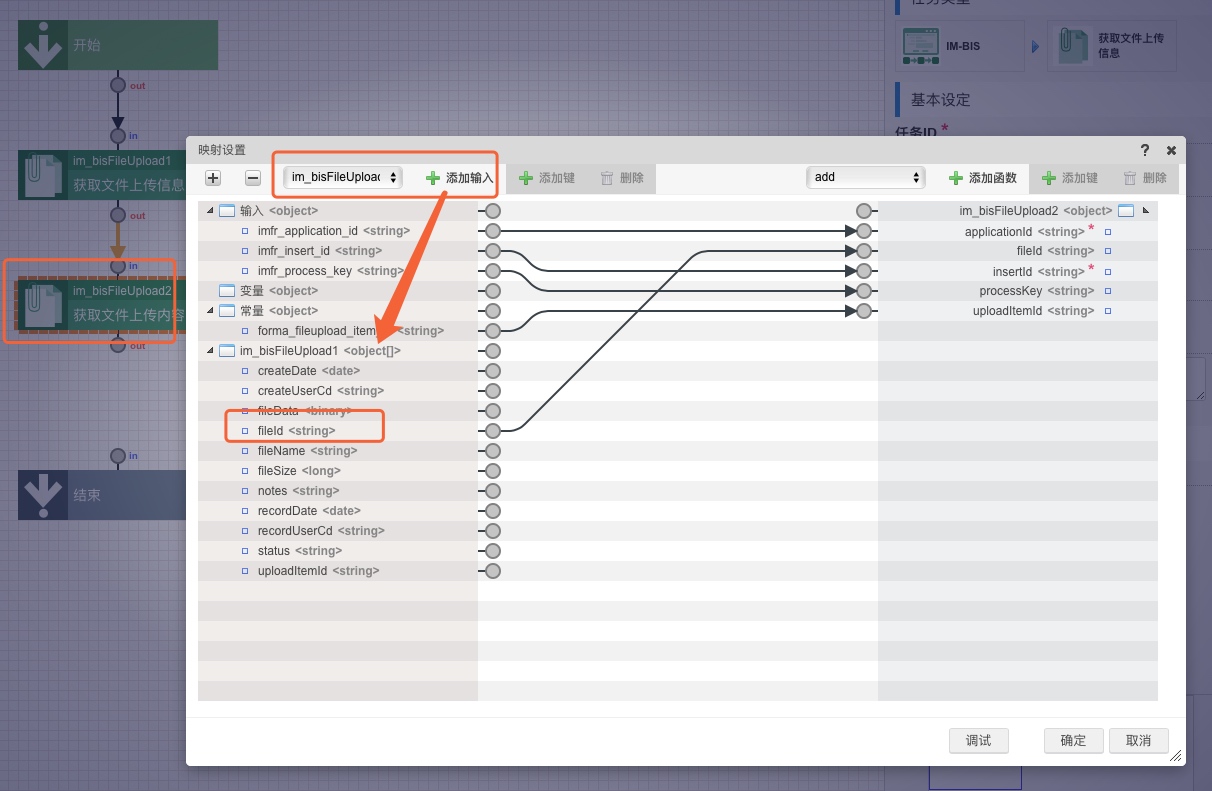 任务类型
开始
IM-BIS
获取文件上传
信息
out
基本设定
任务ID *
in
im_bisFileUpload1
获取文件上传信息
out
in
im_bisFileUpload2
获取文件上传内容
out
in
结束
映射设置
? ✖
im_bisFileUpload
添加输入
添加键
删除
add
添加函数
添加键
删除
输入 <object>
im_bisFileUpload2 <object>
imfr_application_id <string>
applicationId <string> *
imfr_insert_id <string>
fileId <string>
imfr_process_key <string>
insertId <string> *
变量 <object>
processKey <string>
常量 <object>
uploadItemId <string>
forma_fileupload_item <string>
im_bisFileUpload1 <object[]>
createDate <date>
createUserCd <string>
fileData <binary>
fileId <string>
fileName <string>
fileSize <long>
notes <string>
recordDate <date>
recordUserCd <string>
status <string>
uploadItemId <string>
调试
确定
取消